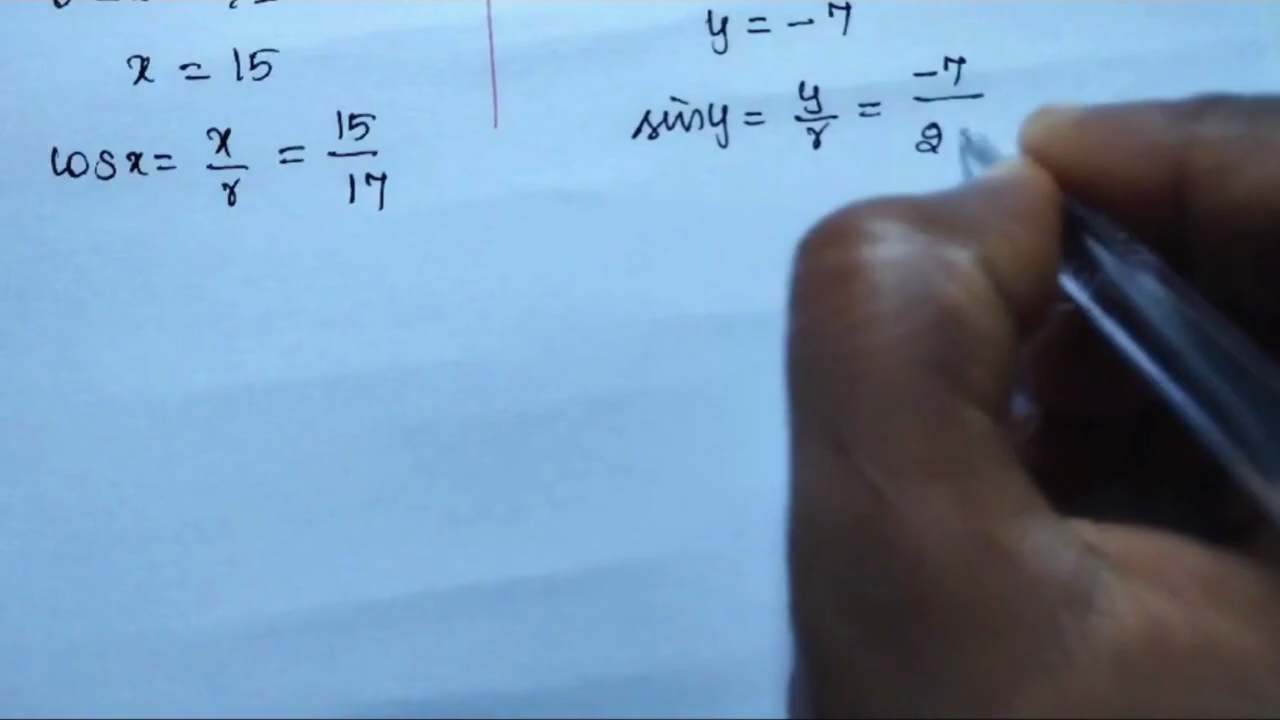 x = 15
cos x = x/r = 15/17
y = -7
sin y = y/r = -7/2